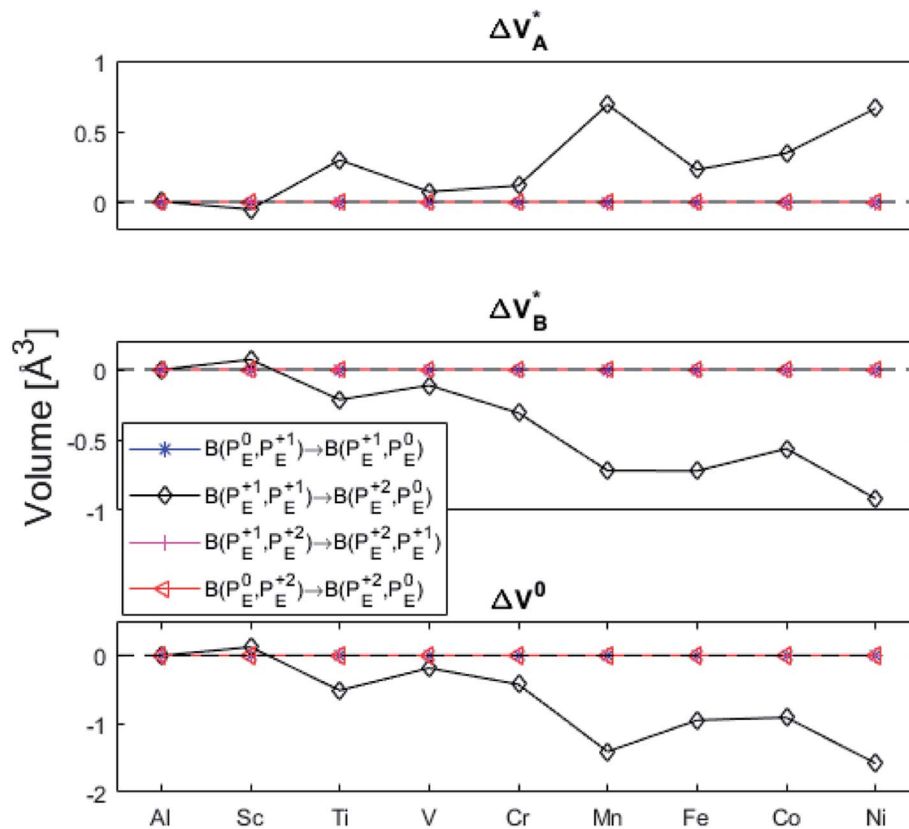 ΔV*A
1
0.5
0
ΔV*B
0
-0.5
-1
Volume [Å³]
B(P⁰E,P⁺¹E)→B(P⁺¹E,P⁰E)
B(P⁺¹E,P⁺¹E)→B(P⁺²E,P⁰E)
B(P⁺¹E,P⁺²E)→B(P⁺²E,P⁺¹E)
B(P⁰E,P⁺²E)→B(P⁺²E,P⁰E)
ΔV⁰
0
-1
-2
Al Sc Ti V Cr Mn Fe Co Ni